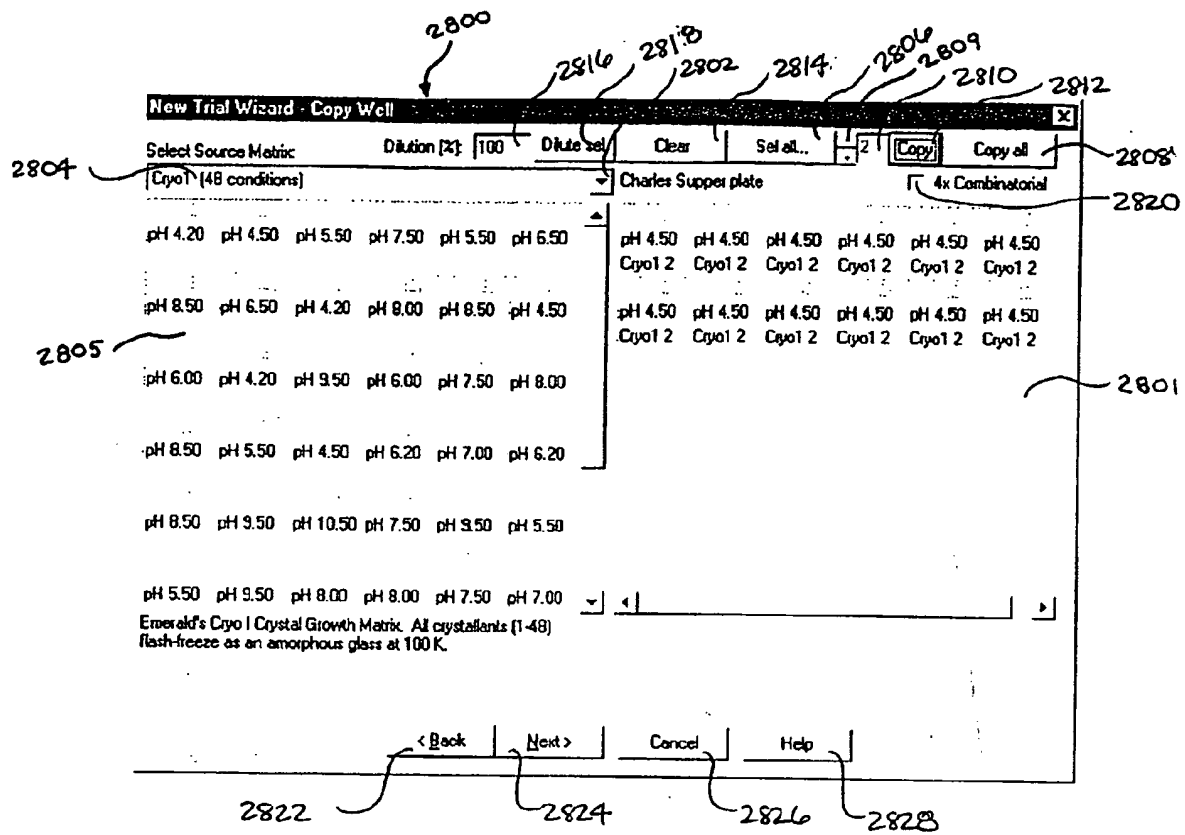 2800
2816 2818 2802 2814 2806 2809 2810 2812
New Trial Wizard - Copy Well
Select Source Matrix: Dilution [%]: 100 Dilute sel Clear Sel all... 2 Copy Copy all
2808
2804
Cryo1 (48 conditions) Charles Supper plate 4x Combinatorial
2820
pH 4.20 pH 4.50 pH 5.50 pH 7.50 pH 5.50 pH 6.50
pH 4.50 pH 4.50 pH 4.50 pH 4.50 pH 4.50 pH 4.50
Cryo1 2 Cryo1 2 Cryo1 2 Cryo1 2 Cryo1 2 Cryo1 2
pH 8.50 pH 6.50 pH 4.20 pH 8.00 pH 8.50 pH 4.50
pH 4.50 pH 4.50 pH 4.50 pH 4.50 pH 4.50 pH 4.50
Cryo1 2 Cryo1 2 Cryo1 2 Cryo1 2 Cryo1 2 Cryo1 2
2805
pH 6.00 pH 4.20 pH 9.50 pH 6.00 pH 7.50 pH 8.00
2801
pH 8.50 pH 5.50 pH 4.50 pH 6.20 pH 7.00 pH 6.20
pH 8.50 pH 9.50 pH 10.50 pH 7.50 pH 9.50 pH 5.50
pH 5.50 pH 9.50 pH 8.00 pH 8.00 pH 7.50 pH 7.00
Emerald's Cryo I Crystal Growth Matrix. All crystallants (1-48)
flash-freeze as an amorphous glass at 100 K.
< Back Next > Cancel Help
2822 2824 2826 2828